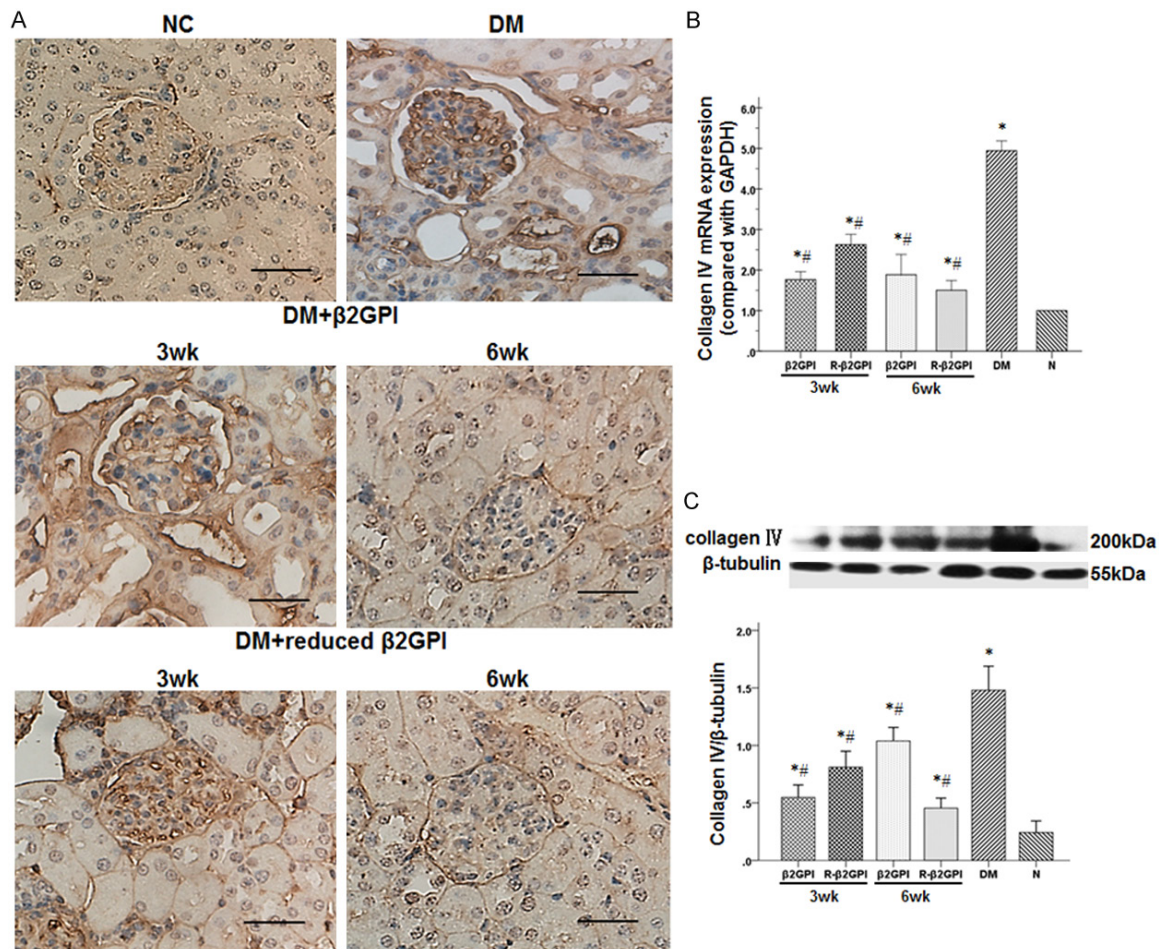 A
NC
DM
DM+β2GPI
3wk
6wk
DM+reduced β2GPI
3wk
6wk
B
Collagen IV mRNA expression
(compared with GAPDH)
6.0
5.0
4.0
3.0
2.0
1.0
.0
*#
*#
*#
*#
*
β2GPI
R-β2GPI
β2GPI
R-β2GPI
DM
N
3wk
6wk
C
collagen Ⅳ
200kDa
β-tubulin
55kDa
Collagen IV/β-tubulin
2.0
1.5
1.0
.5
.0
*#
*#
*#
*#
*
β2GPI
R-β2GPI
β2GPI
R-β2GPI
DM
N
3wk
6wk